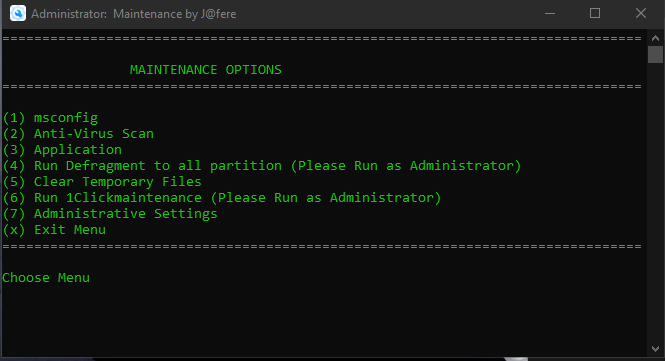 Administrator:  Maintenance by J@fere
================================================================================
MAINTENANCE OPTIONS
================================================================================
(1) msconfig
(2) Anti-Virus Scan
(3) Application
(4) Run Defragment to all partition (Please Run as Administrator)
(5) Clear Temporary Files
(6) Run 1Clickmaintenance (Please Run as Administrator)
(7) Administrative Settings
(x) Exit Menu
================================================================================
Choose Menu